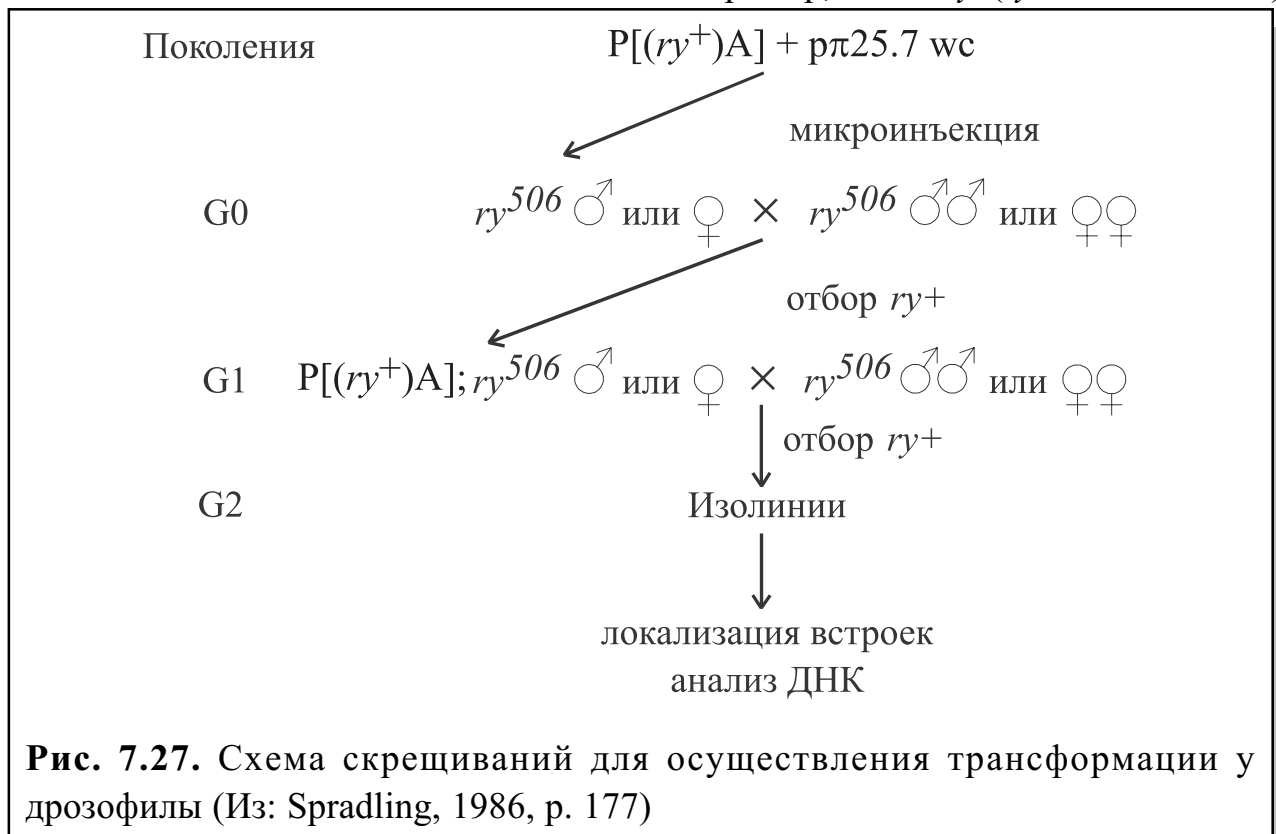 Поколения P[(ry+)A] + pπ25.7 wc
микроинъекция
G0 ry506 ♂ или ♀ × ry506 ♂♂ или ♀♀
отбор ry+
G1 P[(ry+)A]; ry506 ♂ или ♀ × ry506 ♂♂ или ♀♀
отбор ry+
G2 Изолинии
локализация встроек
анализ ДНК
Рис. 7.27. Схема скрещиваний для осуществления трансформации у
дрозофилы (Из: Spradling, 1986, p. 177)